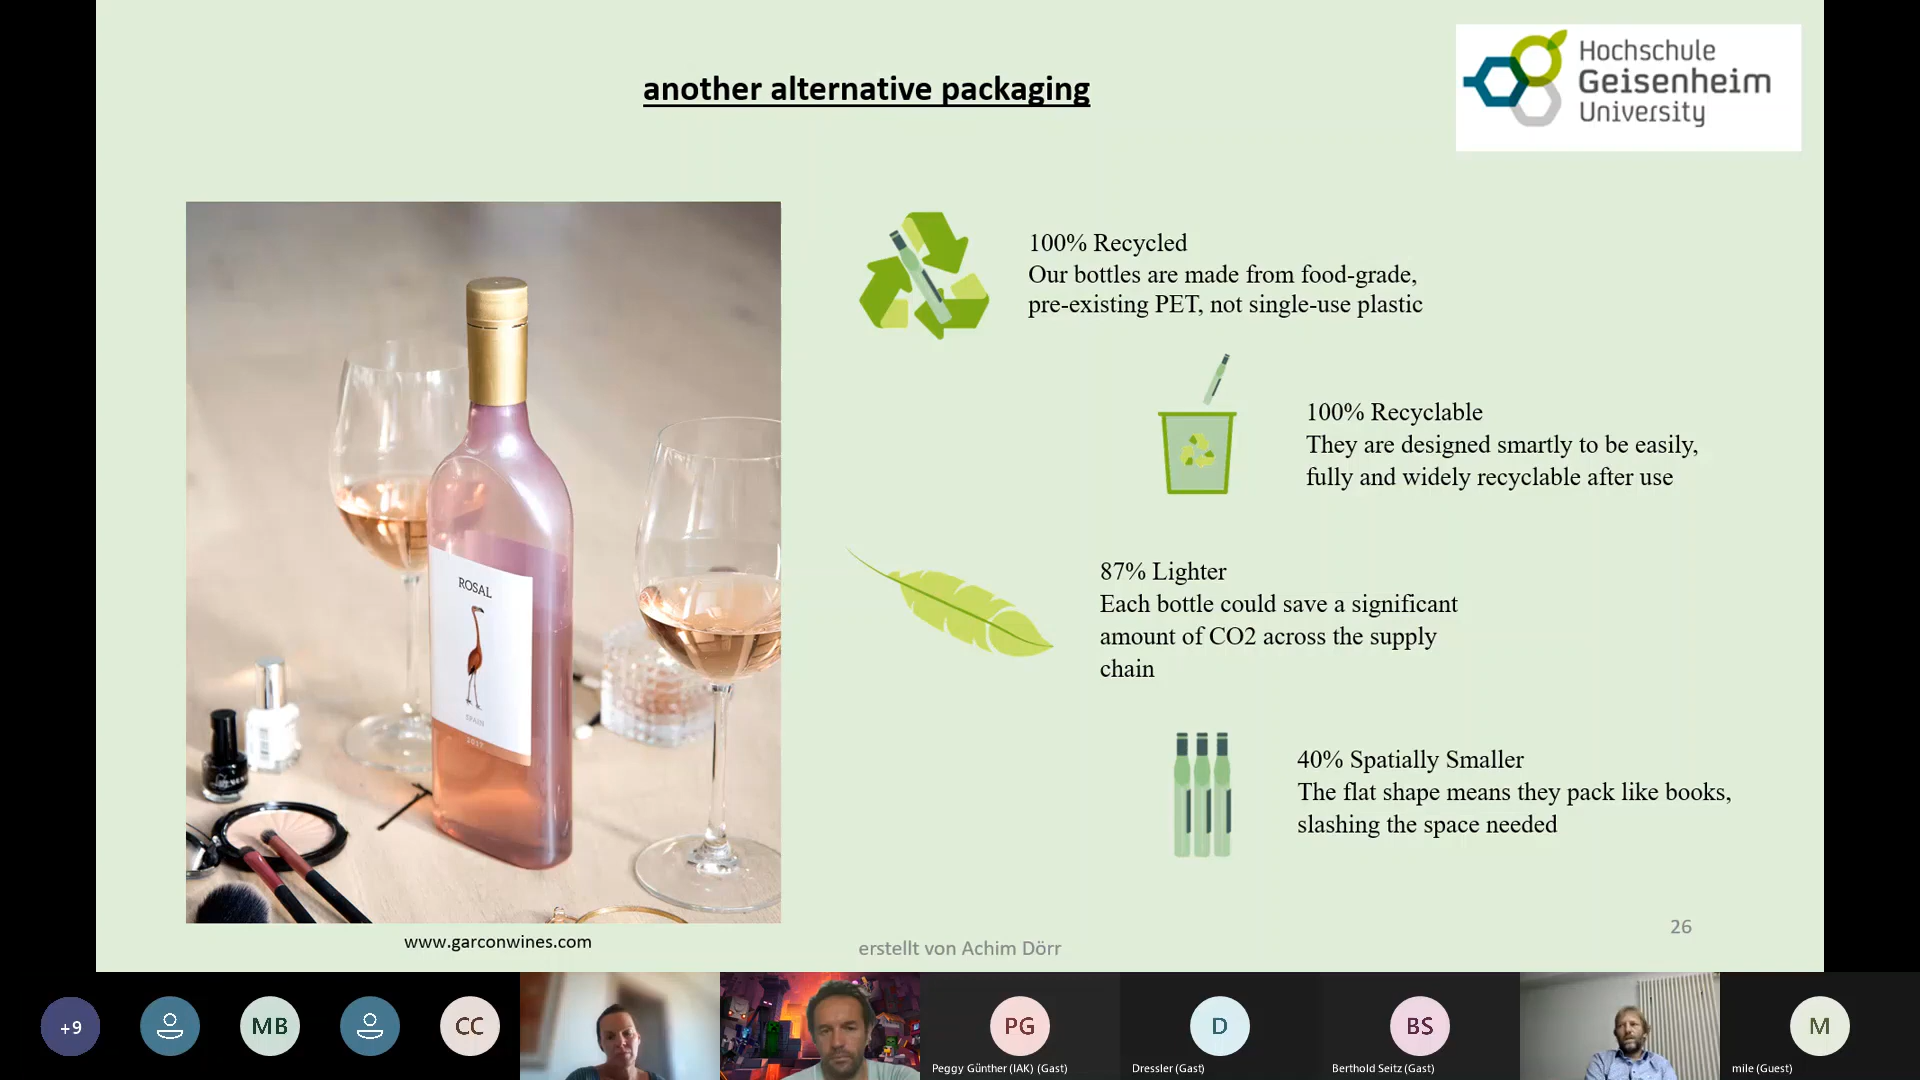 another alternative packaging
Hochschule
Geisenheim
University
100% Recycled
Our bottles are made from food-grade,
pre-existing PET, not single-use plastic
100% Recyclable
They are designed smartly to be easily,
fully and widely recyclable after use
87% Lighter
Each bottle could save a significant
amount of CO2 across the supply
chain
40% Spatially Smaller
The flat shape means they pack like books,
slashing the space needed
ROSAL
SPAIN
2017
www.garconwines.com
erstellt von Achim Dörr
26
+9
MB
CC
PG
D
BS
M
Peggy Günther (IAK) (Gast)
Dressler (Gast)
Berthold Seitz (Gast)
mile (Guest)